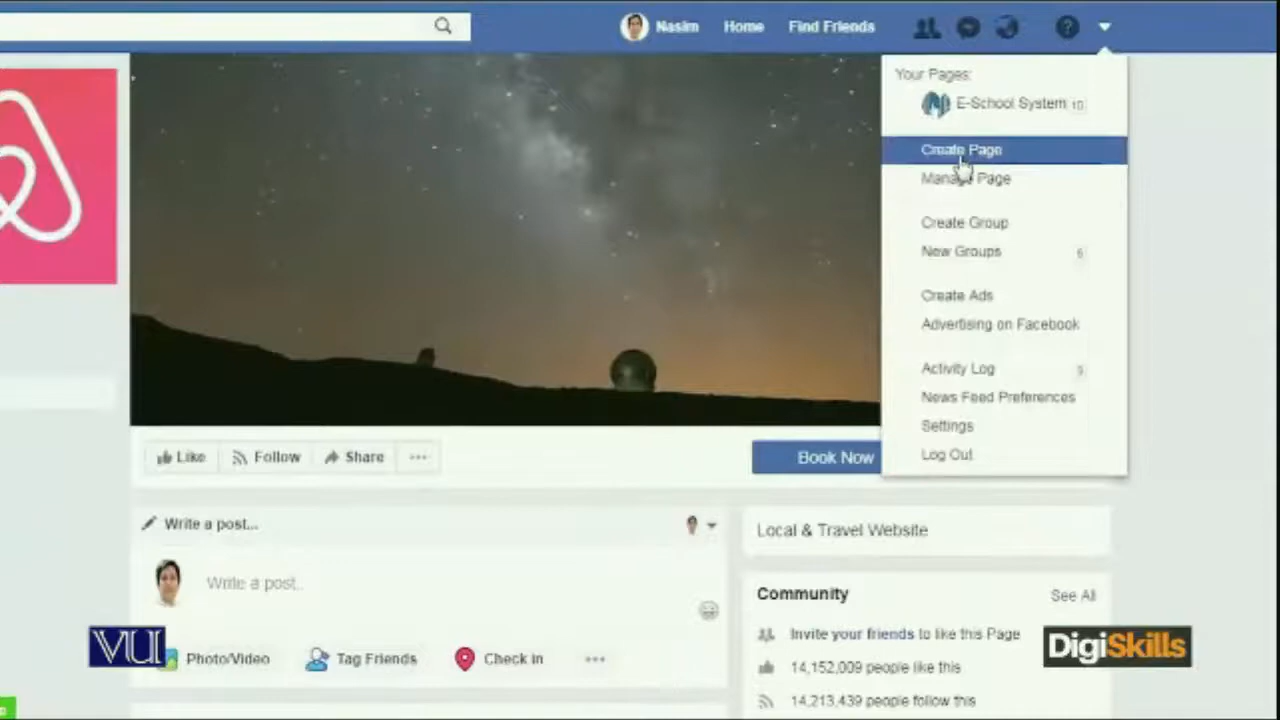 Nasim Home Find Friends
Your Pages:
E-School System 10
Create Page
Manage Page
Create Group
New Groups 6
Create Ads
Advertising on Facebook
Activity Log 9
News Feed Preferences
Settings
Log Out
Like Follow Share ...
Book Now
Write a post...
Local & Travel Website
Write a post..
Community See All
Invite your friends to like this Page
14,152,009 people like this
14,213,439 people follow this
Photo/Video Tag Friends Check in ...
VU
DigiSkills